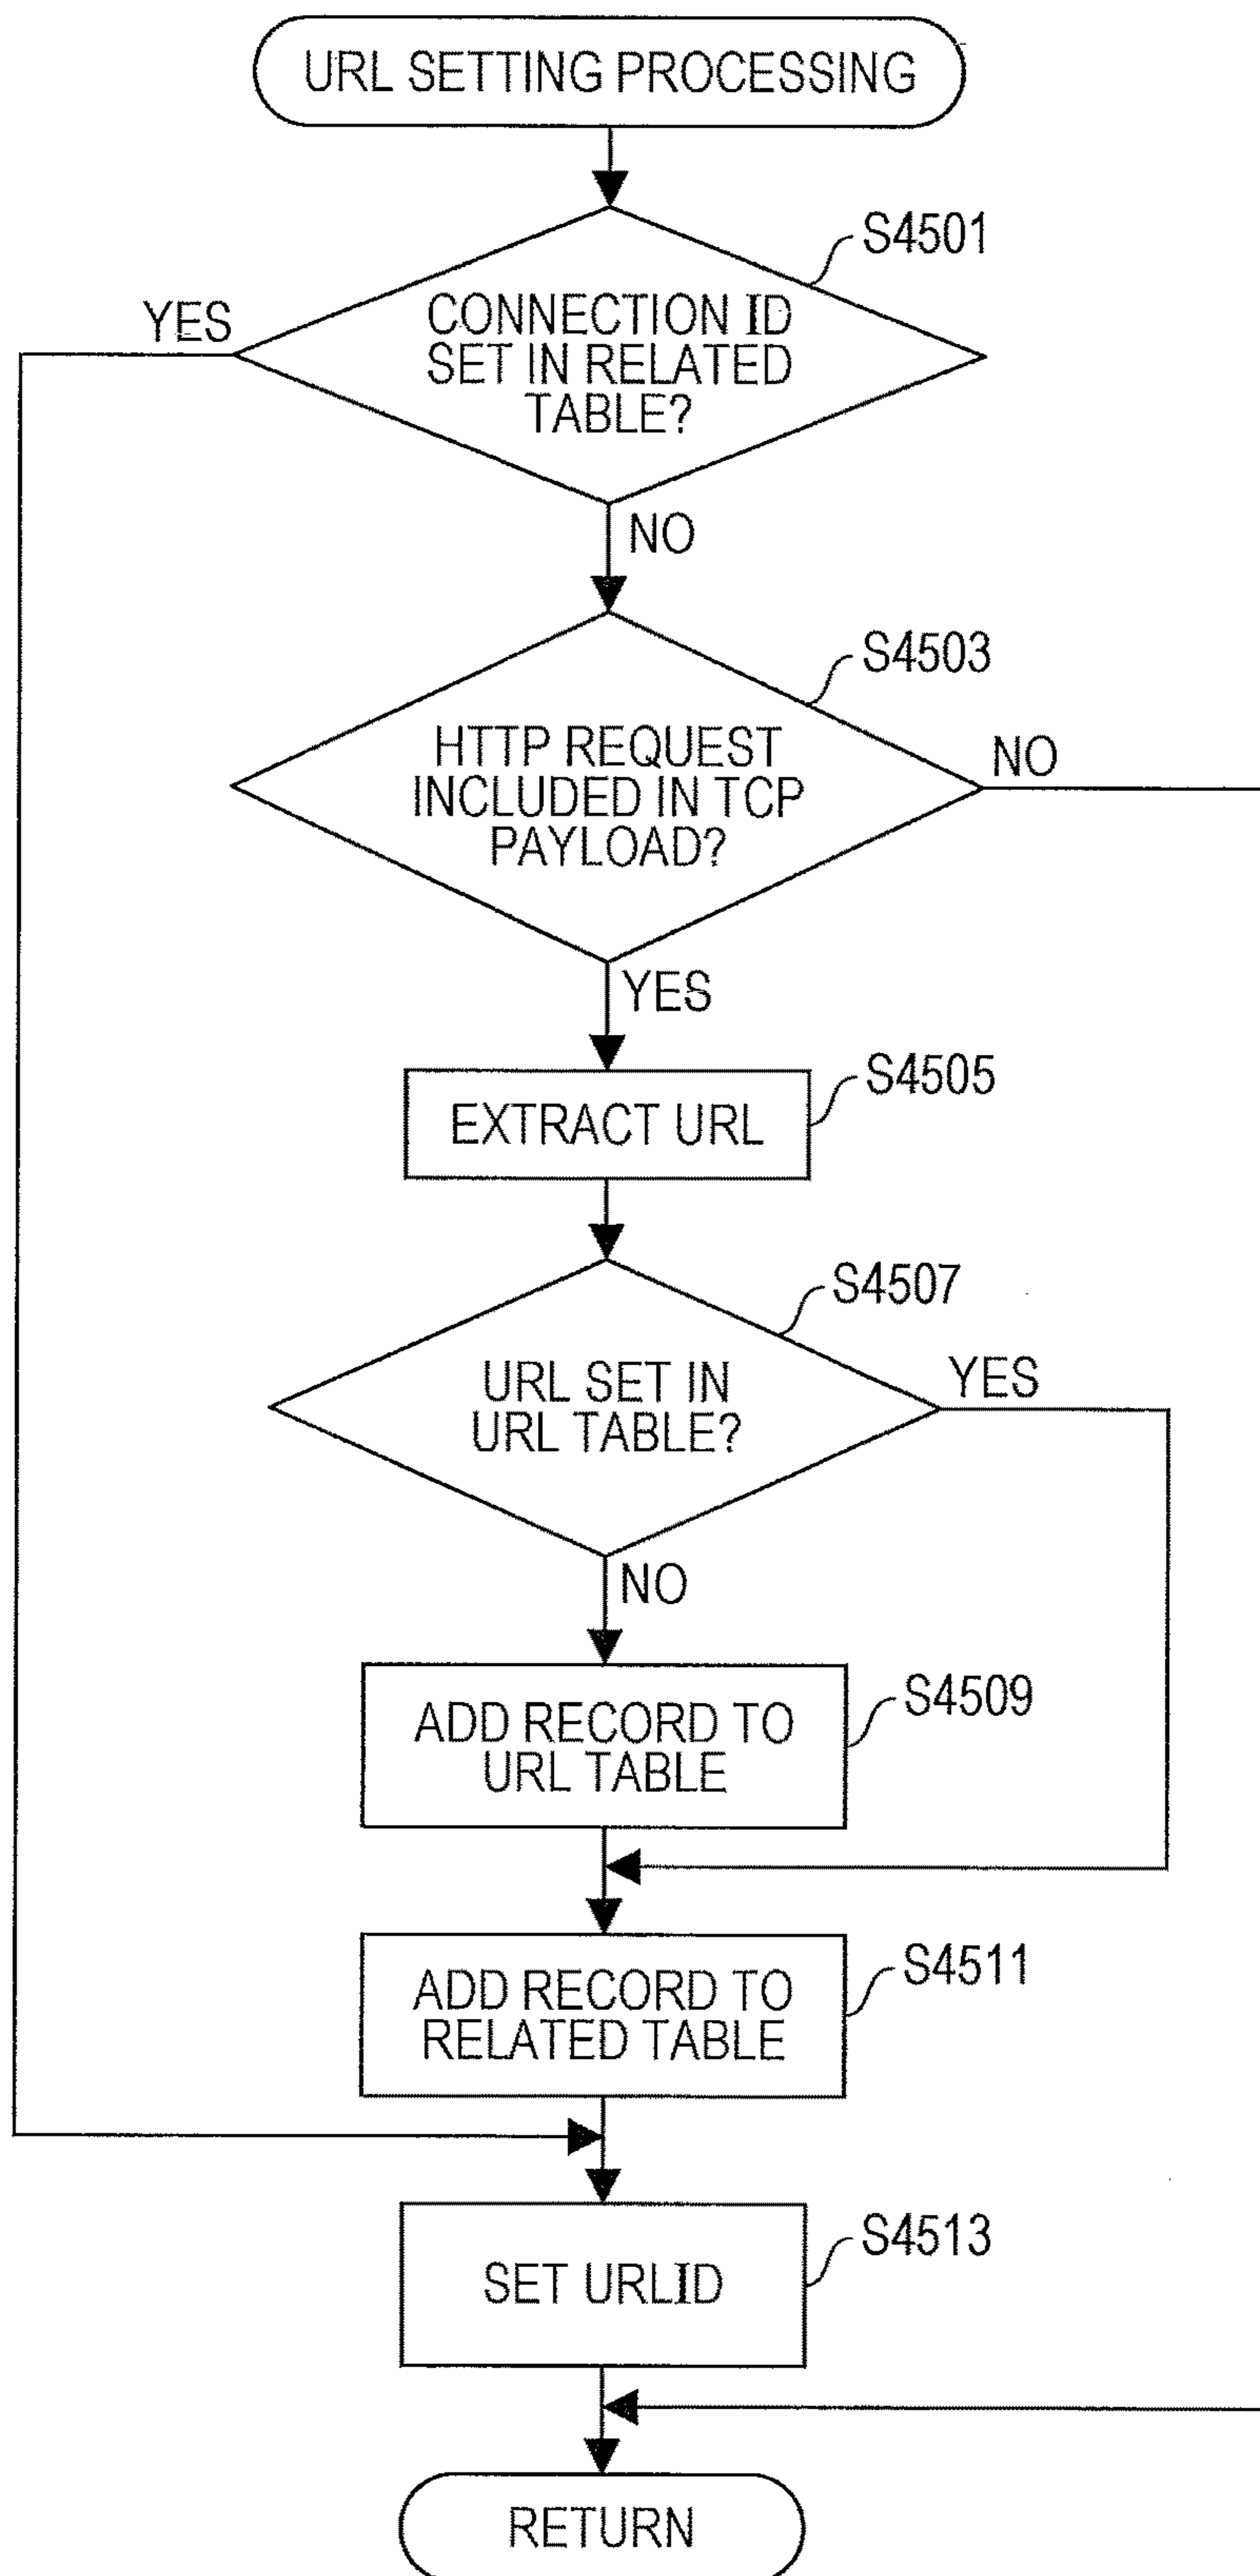 URL SETTING PROCESSING
S4501
YES
CONNECTION ID
SET IN RELATED
TABLE?
NO
S4503
HTTP REQUEST
INCLUDED IN TCP
PAYLOAD?
NO
YES
S4505
EXTRACT URL
S4507
URL SET IN
URL TABLE?
YES
NO
S4509
ADD RECORD TO
URL TABLE
S4511
ADD RECORD TO
RELATED TABLE
S4513
SET URLID
RETURN